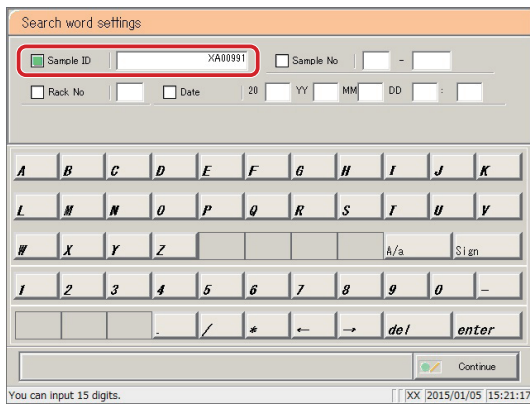 Search word settings
Sample ID XA00991 Sample No -
Rack No Date 20 YY MM DD :
A B C D E F G H I J K
L M N O P Q R S T U V
W X Y Z A/a Sign
1 2 3 4 5 6 7 8 9 0 -
. / * ← → del enter
Continue
You can input 15 digits. XX 2015/01/05 15:21:17